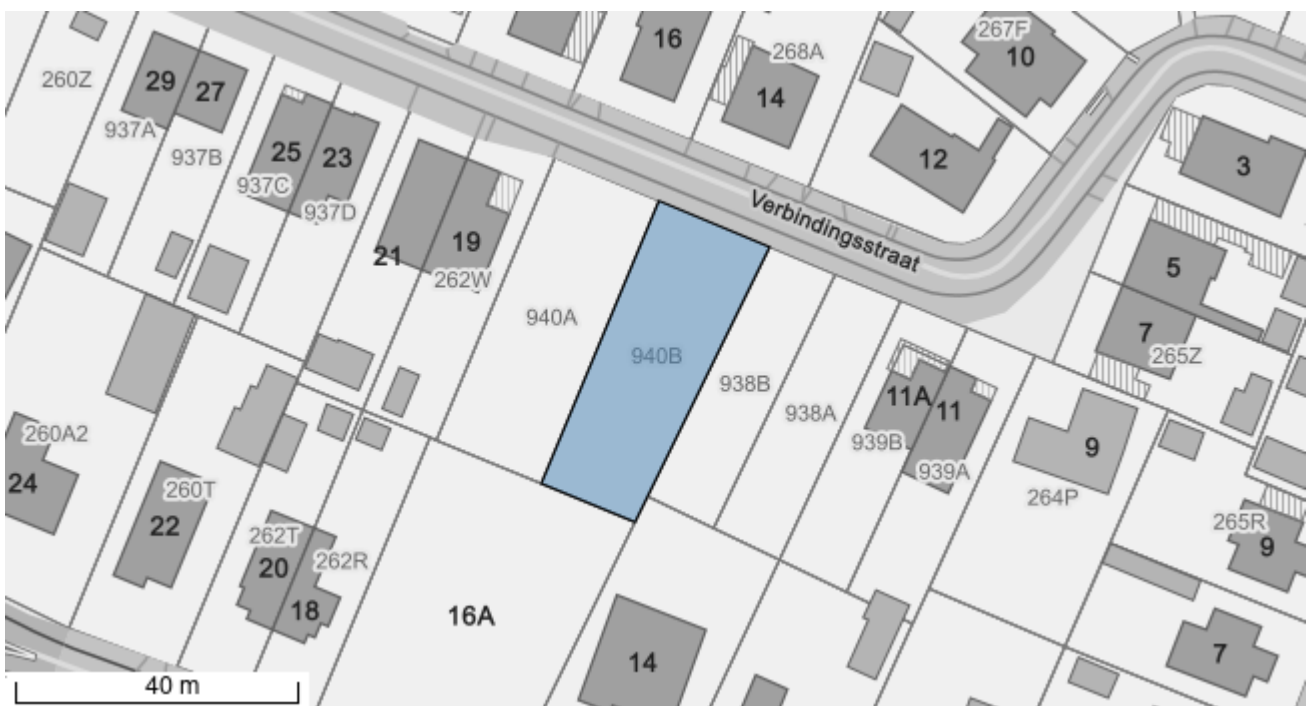 16
268A
267F
10
260Z
29
27
14
937A
937B
25
23
12
3
937C
937D
Verbindingsstraat
21
19
262W
5
940A
7
265Z
940B
938B
938A
11A
11
260A2
939B
939A
9
24
260T
264P
22
265R
9
262T
262R
20
18
16A
14
7
40 m